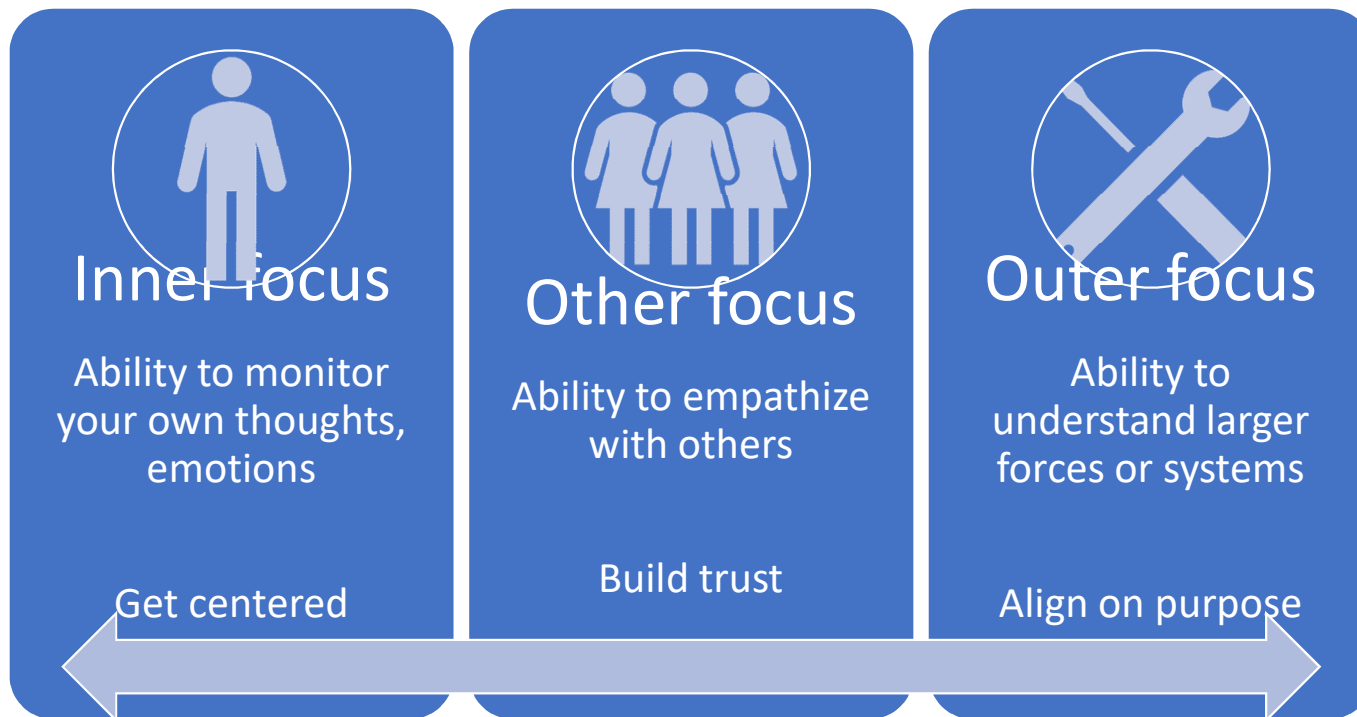 Inner focus
Ability to monitor
your own thoughts,
emotions
Get centered
Other focus
Ability to empathize
with others
Build trust
Outer focus
Ability to
understand larger
forces or systems
Align on purpose